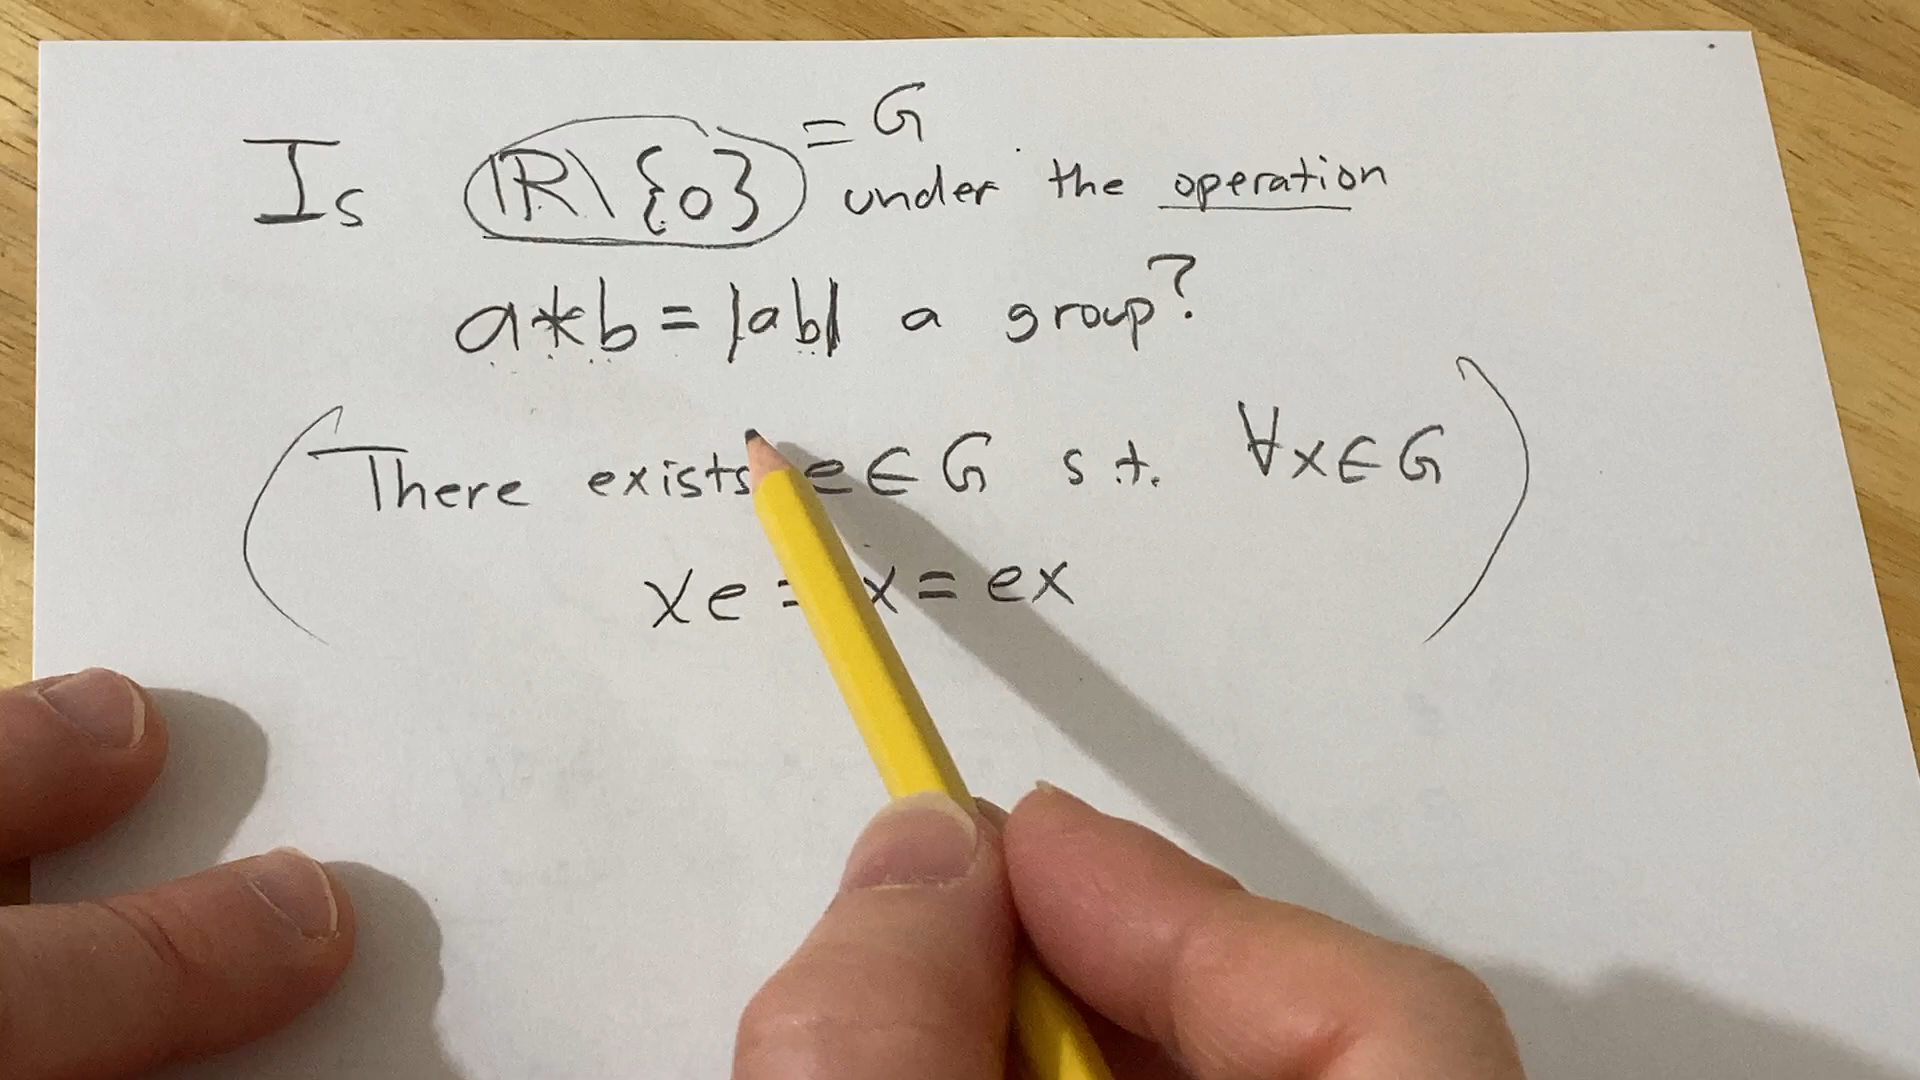 Is ℝ\{0} = G under the operation
a*b = |ab| a group?
(There exists e ∈ G s.t. ∀x ∈ G
xe = x = ex)